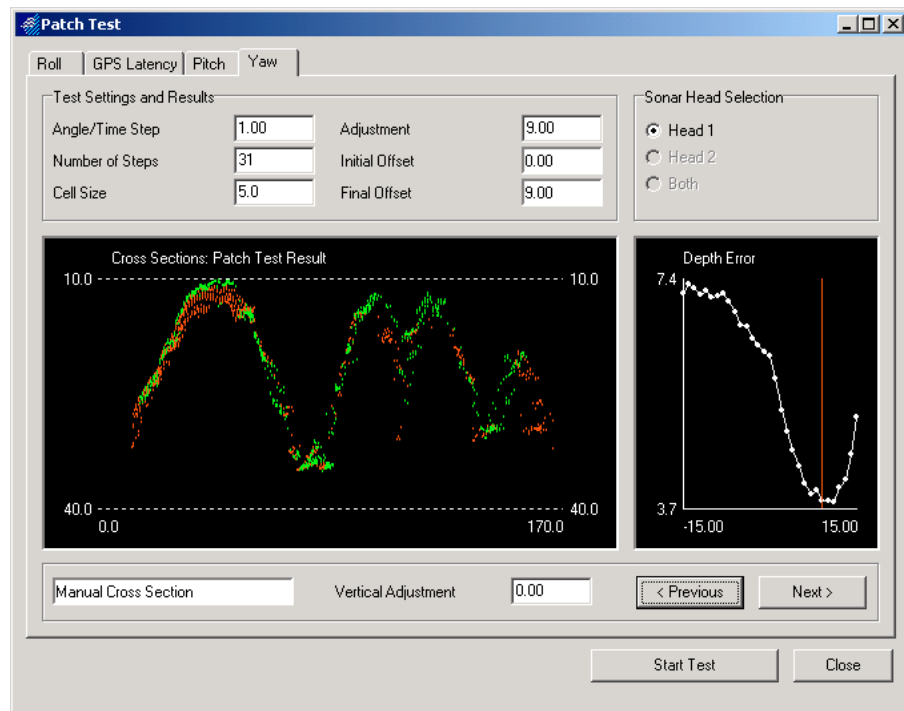 Patch Test
Roll GPS Latency Pitch Yaw
Test Settings and Results
Angle/Time Step 1.00 Adjustment 9.00
Number of Steps 31 Initial Offset 0.00
Cell Size 5.0 Final Offset 9.00
Sonar Head Selection
Head 1
Head 2
Both
Cross Sections: Patch Test Result
10.0 10.0
40.0 40.0
0.0 170.0
Depth Error
7.4
3.7
-15.00 15.00
Manual Cross Section Vertical Adjustment 0.00 < Previous Next >
Start Test Close